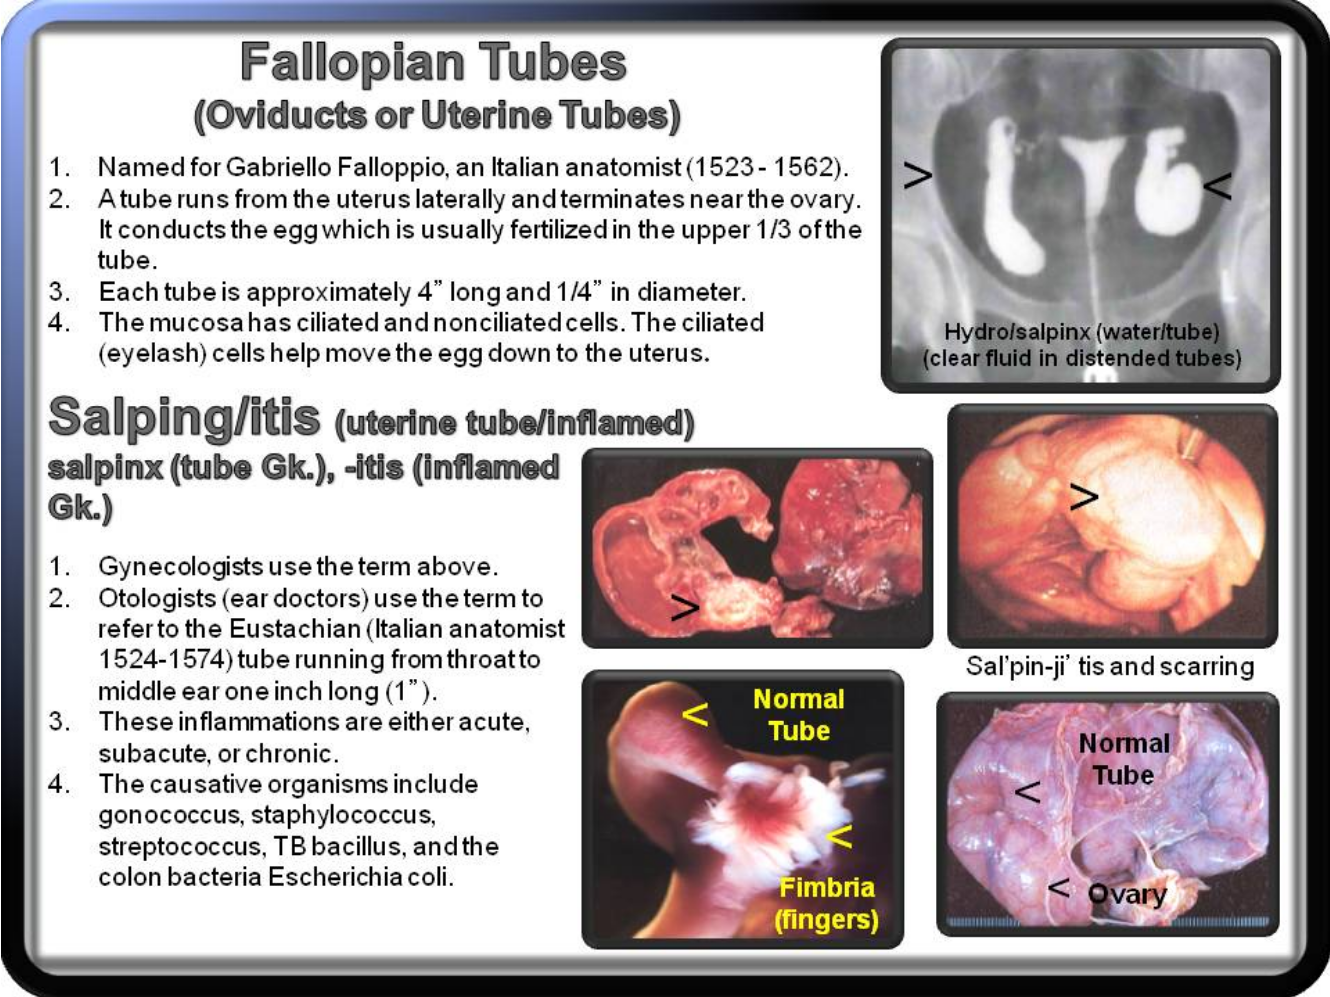 Fallopian Tubes
(Oviducts or Uterine Tubes)
1. Named for Gabriello Falloppio, an Italian anatomist (1523 - 1562).
2. A tube runs from the uterus laterally and terminates near the ovary.
It conducts the egg which is usually fertilized in the upper 1/3 of the
tube.
3. Each tube is approximately 4” long and 1/4” in diameter.
4. The mucosa has ciliated and nonciliated cells. The ciliated
(eyelash) cells help move the egg down to the uterus.
>
<
Hydro/salpinx (water/tube)
(clear fluid in distended tubes)
Salping/itis (uterine tube/inflamed)
salpinx (tube Gk.), -itis (inflamed
Gk.)
1. Gynecologists use the term above.
2. Otologists (ear doctors) use the term to
refer to the Eustachian (Italian anatomist
1524-1574) tube running from throat to
middle ear one inch long (1”).
3. These inflammations are either acute,
subacute, or chronic.
4. The causative organisms include
gonococcus, staphylococcus,
streptococcus, TB bacillus, and the
colon bacteria Escherichia coli.
>
>
Sal’pin-ji’ tis and scarring
<
Normal
Tube
<
Fimbria
(fingers)
Normal
Tube
<
< Ovary